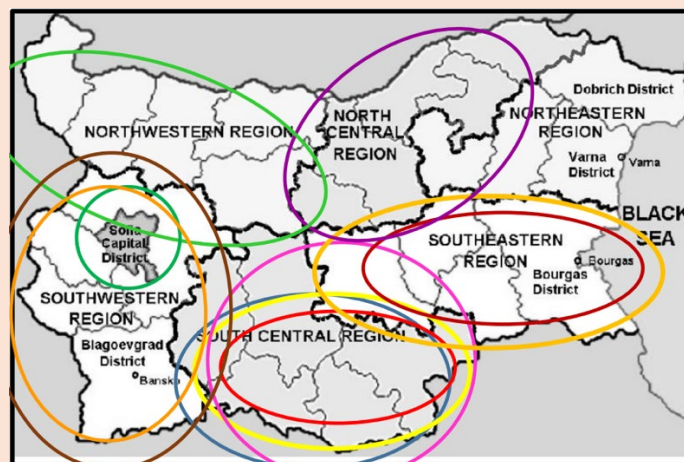 Dobrich District
NORTHWESTERN REGION
NORTH
CENTRAL
REGION
NORTHEASTERN
REGION
Varna
District
Varna
Sofia
Capital
District
BLACK
SEA
SOUTHEASTERN
REGION
Bourgas
Bourgas
District
SOUTHWESTERN
REGION
SOUTH CENTRAL REGION
Blagoevgrad
District
Bansko